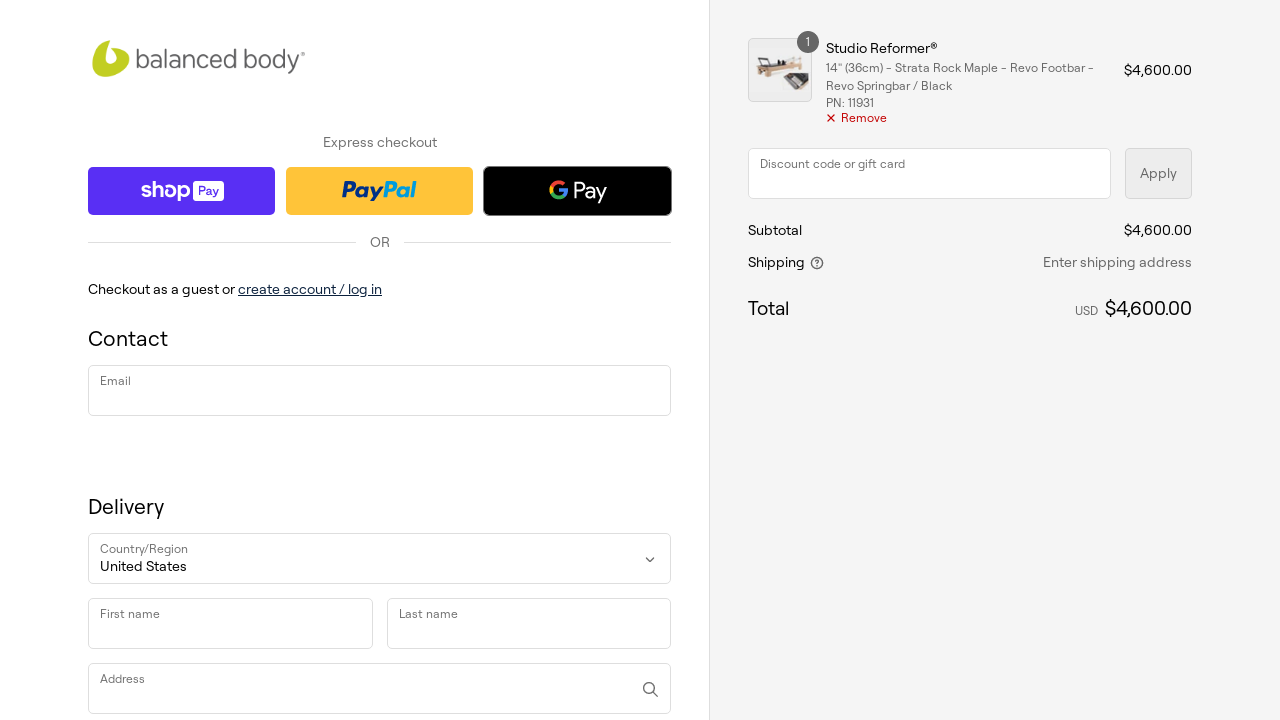 balanced body®
Express checkout
shop Pay
PayPal
G Pay
OR
Checkout as a guest or create account / log in
Contact
Email
Delivery
Country/Region
United States
First name
Last name
Address
1
Studio Reformer®
14" (36cm) - Strata Rock Maple - Revo Footbar -
Revo Springbar / Black
PN: 11931
✕ Remove
$4,600.00
Discount code or gift card
Apply
Subtotal
$4,600.00
Shipping
Enter shipping address
Total
USD $4,600.00